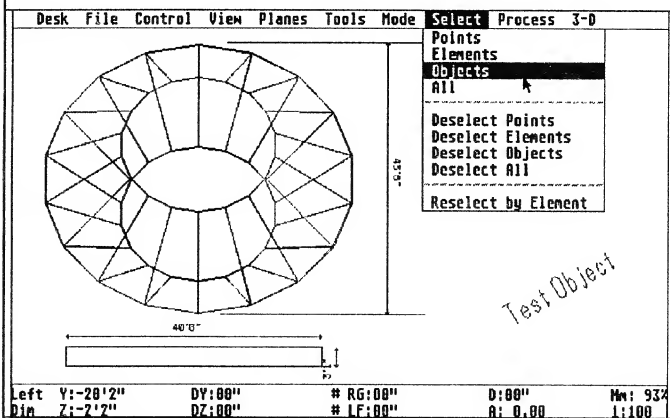 Desk File Control View Planes Tools Mode Select Process 3-D
Points
Elements
Objects
All
Deselect Points
Deselect Elements
Deselect Objects
Deselect All
Reselect by Element
Test Object
40'0"
Left Y:-20'2" DY:00" # RG:00" D:00" Mm: 93%
Dim Z:-2'2" DZ:00" # LF:00" A: 0.00 1:100